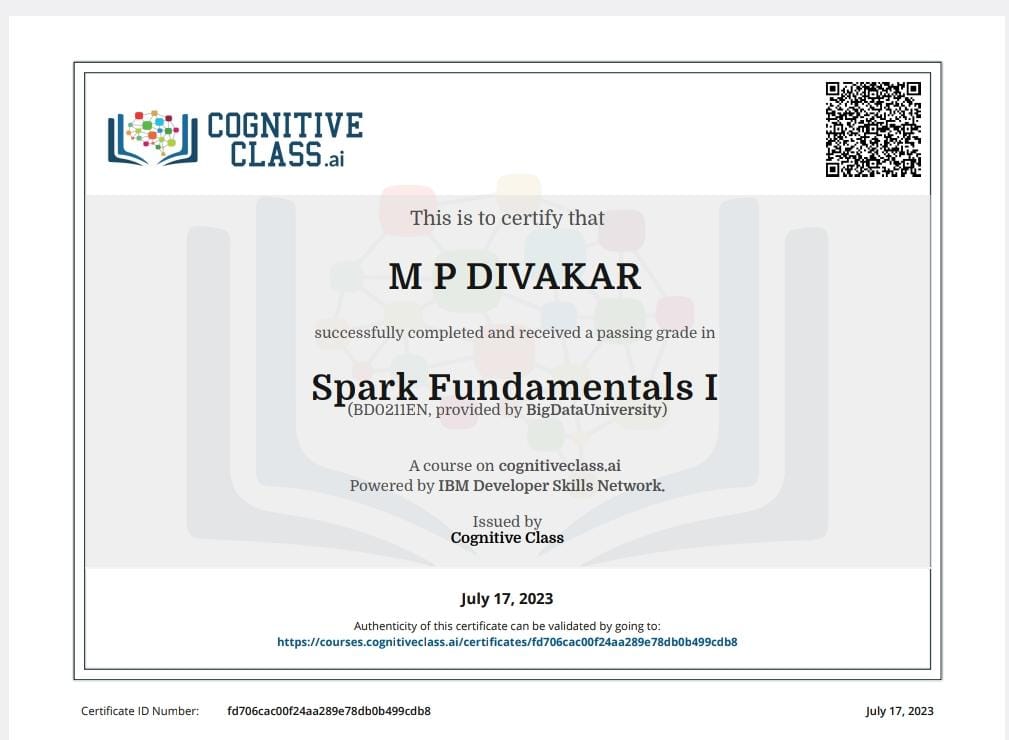 COGNITIVE
CLASS.ai
This is to certify that
M P DIVAKAR
successfully completed and received a passing grade in
Spark Fundamentals I
(BD0211EN, provided by BigDataUniversity)
A course on cognitiveclass.ai
Powered by IBM Developer Skills Network.
Issued by
Cognitive Class
July 17, 2023
Authenticity of this certificate can be validated by going to:
https://courses.cognitiveclass.ai/certificates/fd706cac00f24aa289e78db0b499cdb8
Certificate ID Number: fd706cac00f24aa289e78db0b499cdb8 July 17, 2023